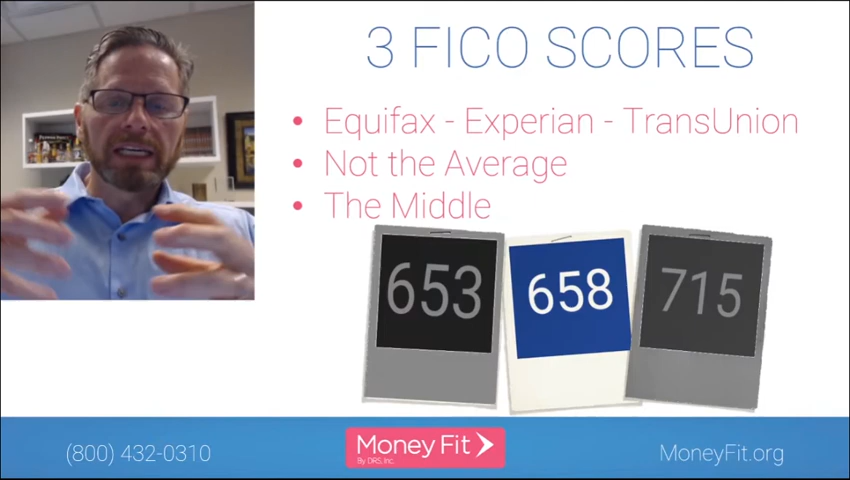 3 FICO SCORES
• Equifax - Experian - TransUnion
• Not the Average
• The Middle
653
658
715
(800) 432-0310
Money Fit
By DRS, Inc.
MoneyFit.org